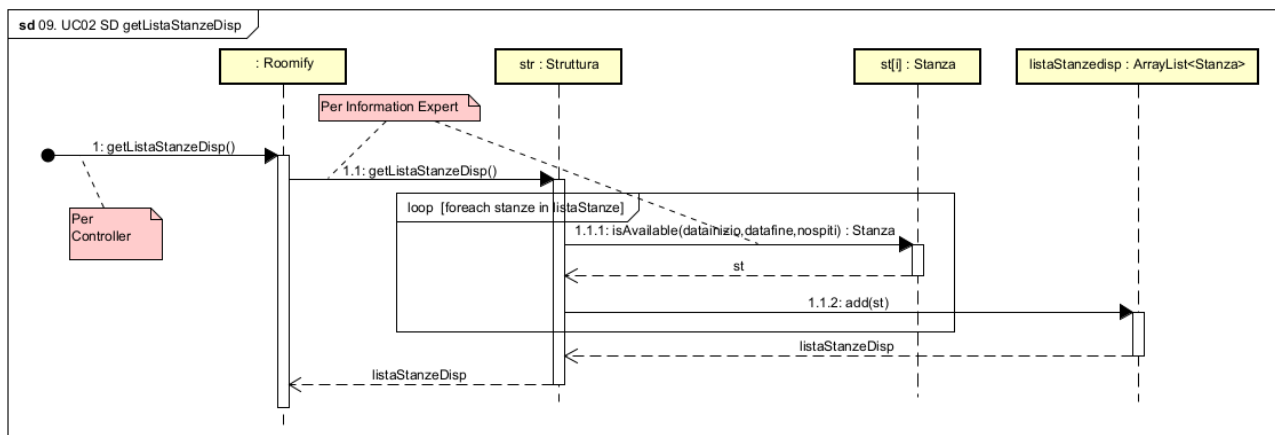 sd 09. UC02 SD getListaStanzeDisp
: Roomify
str : Struttura
st[i] : Stanza
listaStanzedisp : ArrayList<Stanza>
Per Information Expert
1: getListaStanzeDisp()
1.1: getListaStanzeDisp()
Per
Controller
loop [foreach stanze in listaStanze]
1.1.1: isAvailable(datainizio,datafine,nospiti) : Stanza
st
1.1.2: add(st)
listaStanzeDisp
listaStanzeDisp